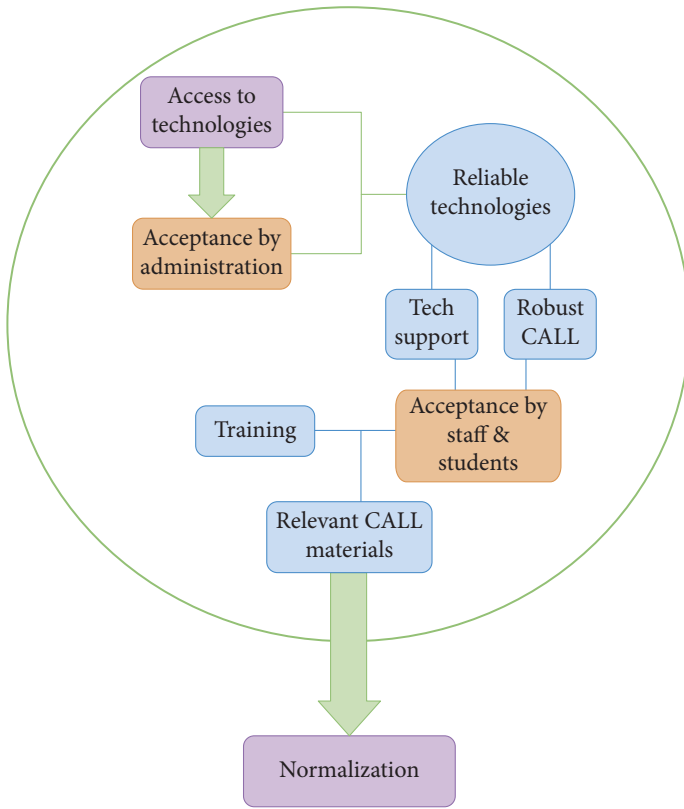 Access to
technologies
Acceptance by
administration
Reliable
technologies
Tech
support
Robust
CALL
Training
Acceptance by
staff &
students
Relevant CALL
materials
Normalization